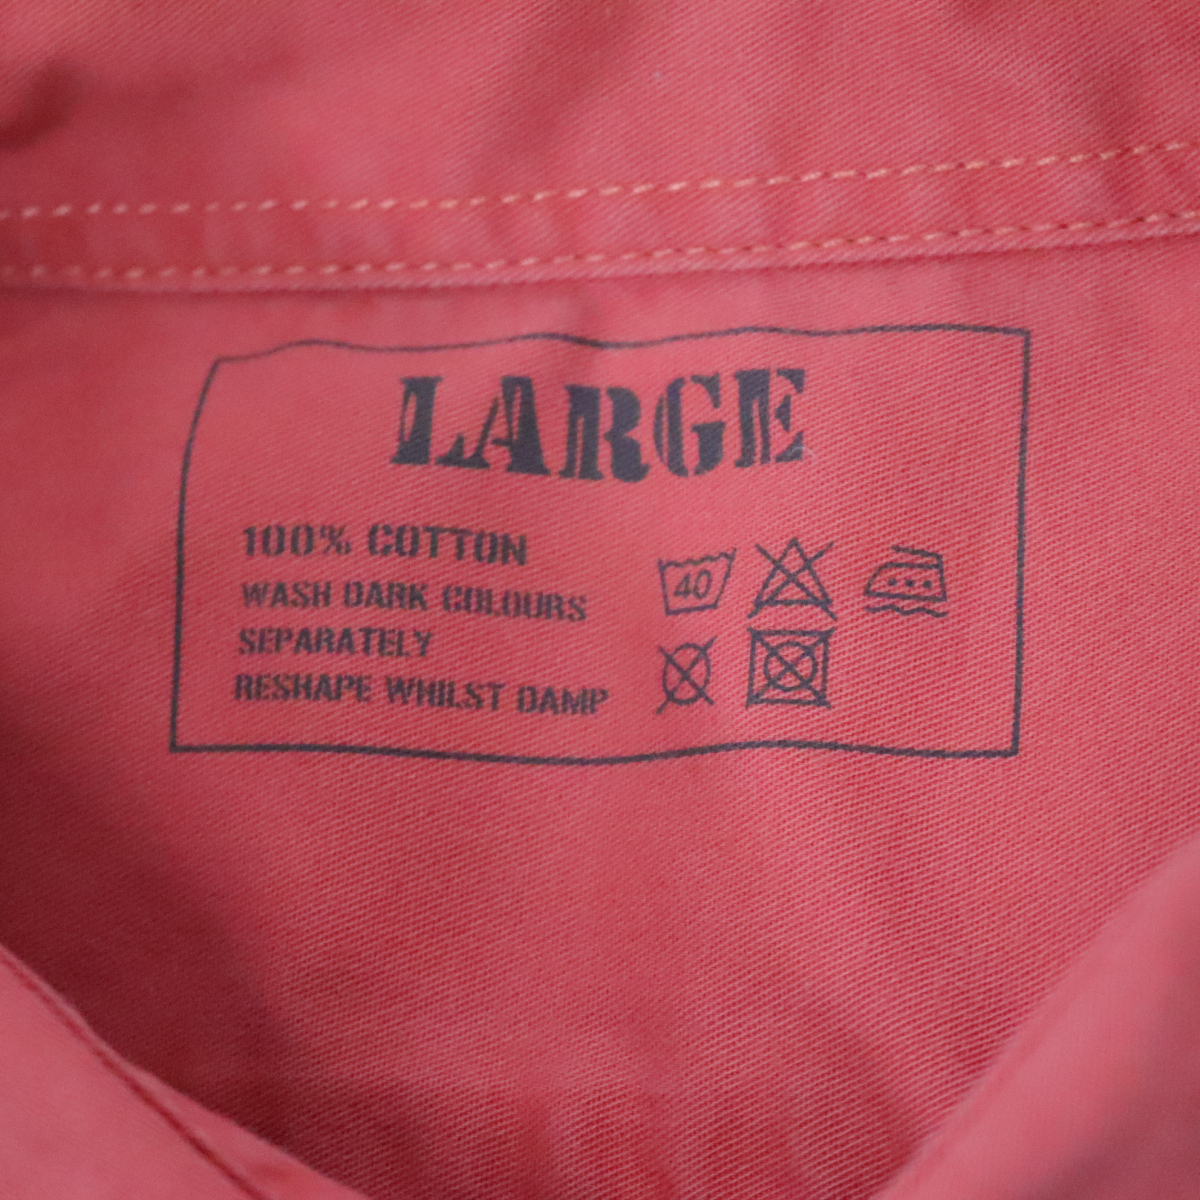 LARGE
100% COTTON
WASH DARK COLOURS
SEPARATELY
RESHAPE WHILST DAMP
40